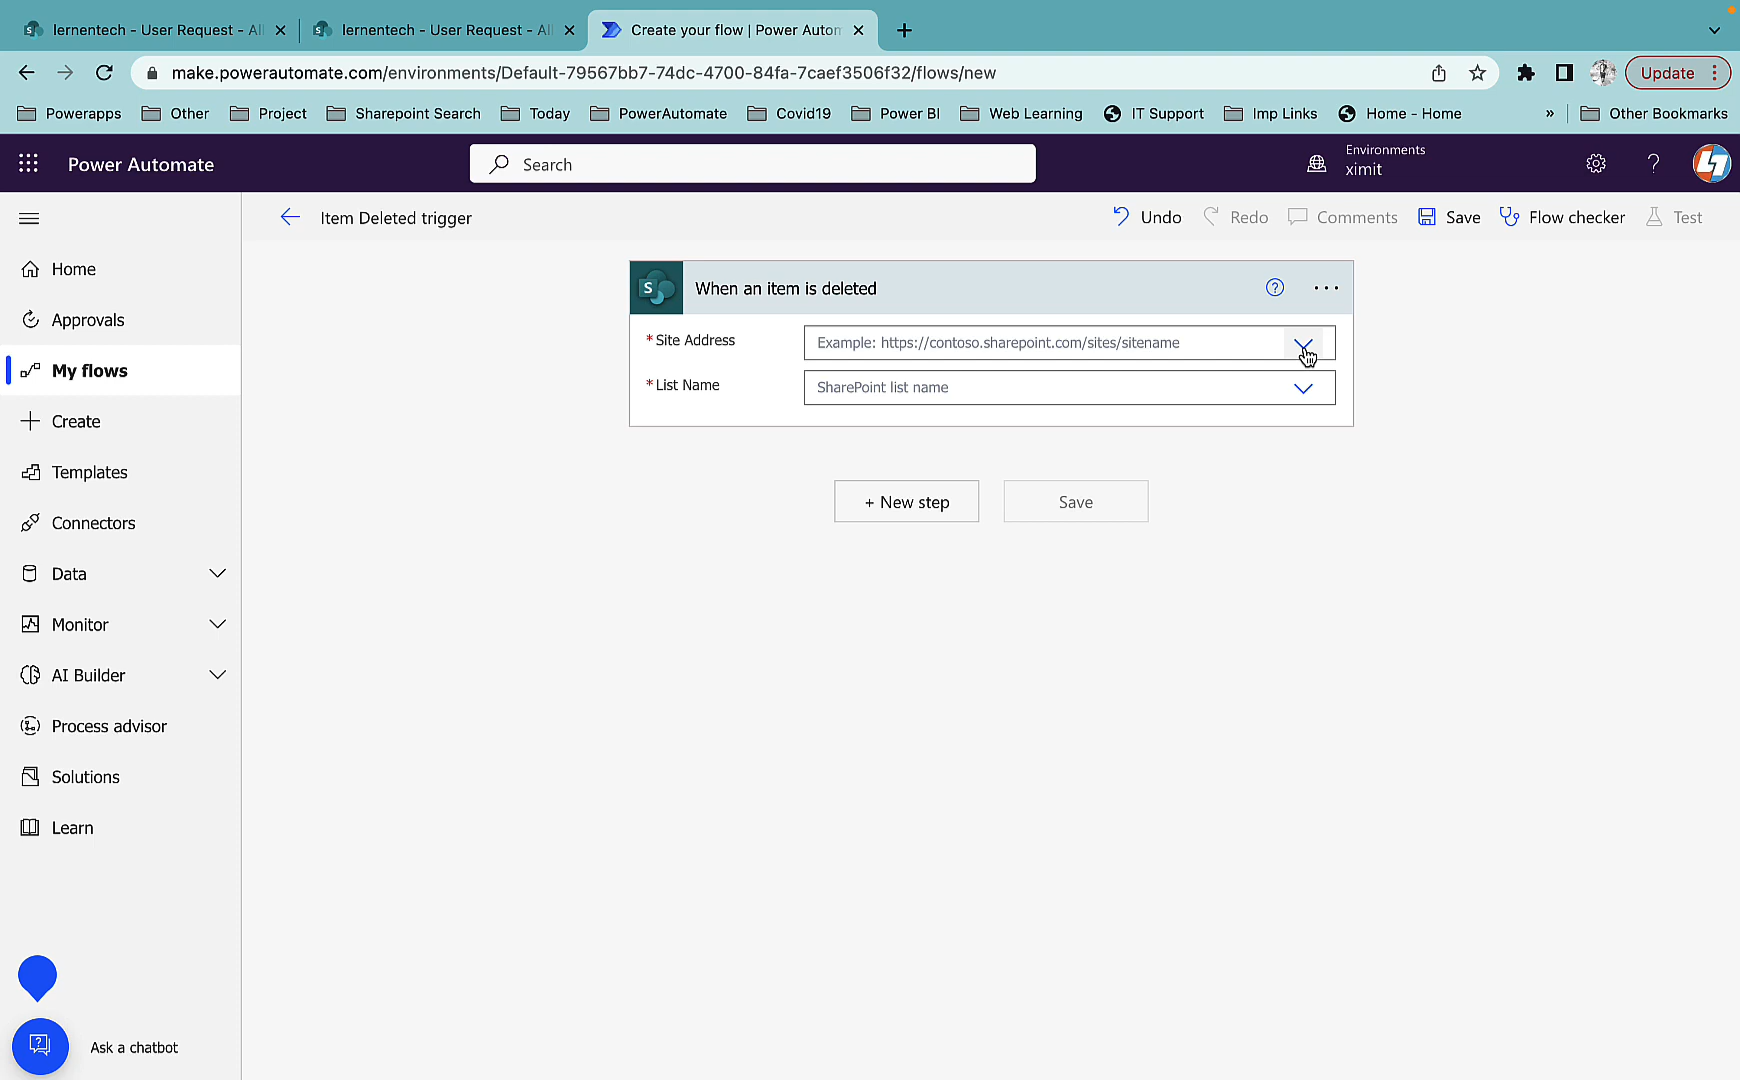 lernentech - User Request - All
lernentech - User Request - All
Create your flow | Power Autom
make.powerautomate.com/environments/Default-79567bb7-74dc-4700-84fa-7caef3506f32/flows/new
Update
Powerapps
Other
Project
Sharepoint Search
Today
PowerAutomate
Covid19
Power BI
Web Learning
IT Support
Imp Links
Home - Home
»
Other Bookmarks
Power Automate
Search
Environments
ximit
?
Item Deleted trigger
Undo
Redo
Comments
Save
Flow checker
Test
Home
Approvals
My flows
Create
Templates
Connectors
Data
Monitor
AI Builder
Process advisor
Solutions
Learn
S
When an item is deleted
?
* Site Address
Example: https://contoso.sharepoint.com/sites/sitename
* List Name
SharePoint list name
+ New step
Save
Ask a chatbot